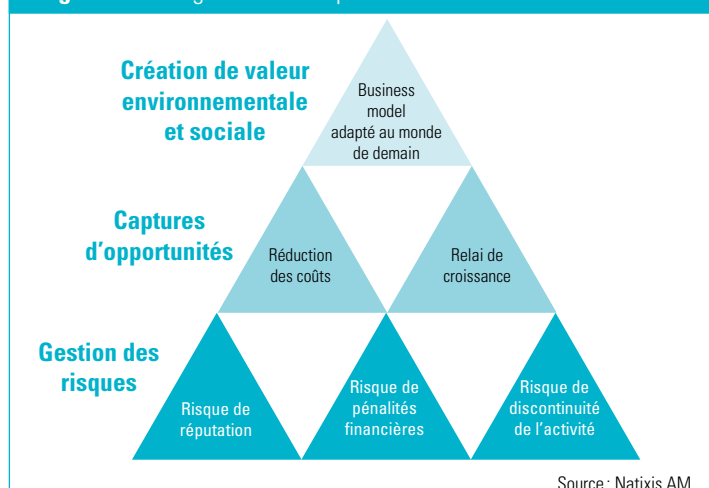 Création de valeur
environnementale
et sociale
Business
model
adapté au monde
de demain
Captures
d'opportunités
Réduction
des coûts
Relai de
croissance
Gestion des
risques
Risque de
réputation
Risque de
pénalités
financières
Risque de
discontinuité
de l'activité
Source : Natixis AM